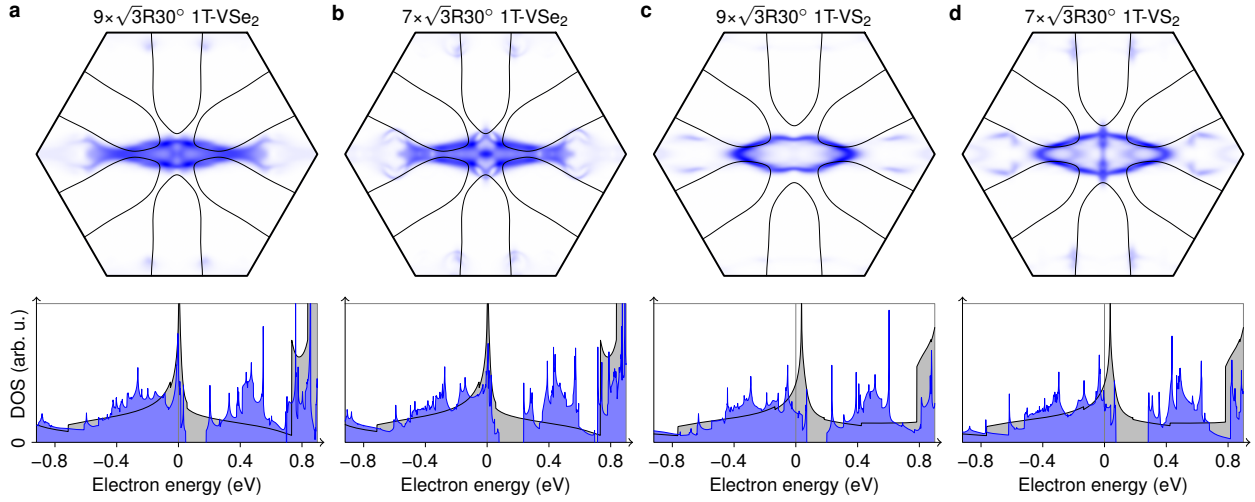 a 9×√3R30° 1T-VSe₂
b 7×√3R30° 1T-VSe₂
c 9×√3R30° 1T-VS₂
d 7×√3R30° 1T-VS₂
DOS (arb. u.)
0
−0.8 −0.4 0 0.4 0.8
−0.8 −0.4 0 0.4 0.8
−0.8 −0.4 0 0.4 0.8
−0.8 −0.4 0 0.4 0.8
Electron energy (eV)
Electron energy (eV)
Electron energy (eV)
Electron energy (eV)